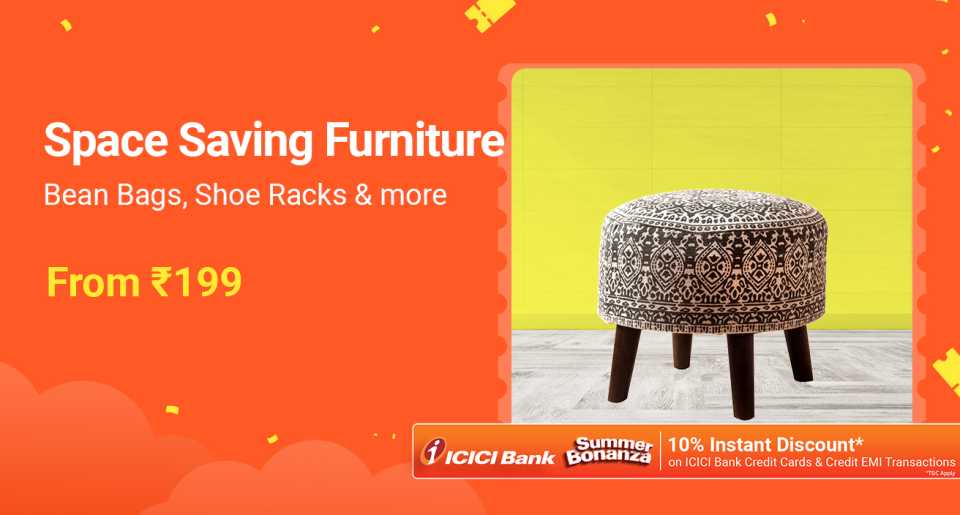 Space Saving Furniture
Bean Bags, Shoe Racks & more
From ₹199
ICICI Bank
Summer
Bonanza
10% Instant Discount*
on ICICI Bank Credit Cards & Credit EMI Transactions
*T&C Apply